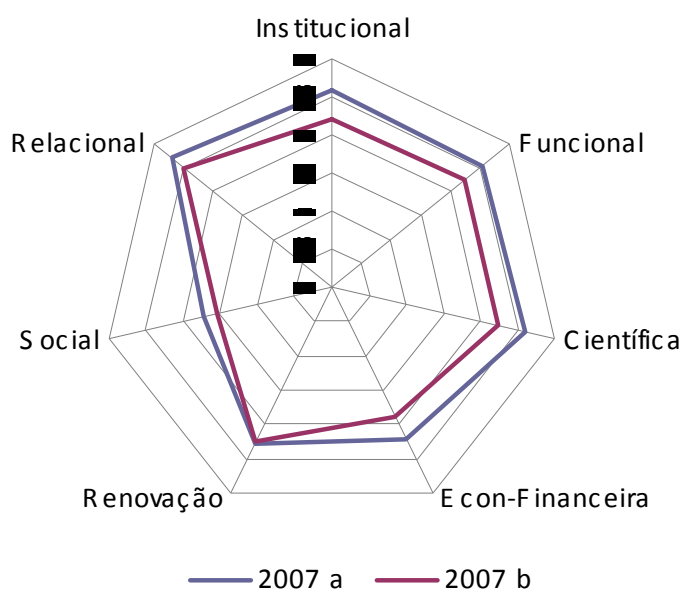 Institucional
Relacional
Funcional
Social
Científica
Renovação
Econ-Financeira
2007 a
2007 b